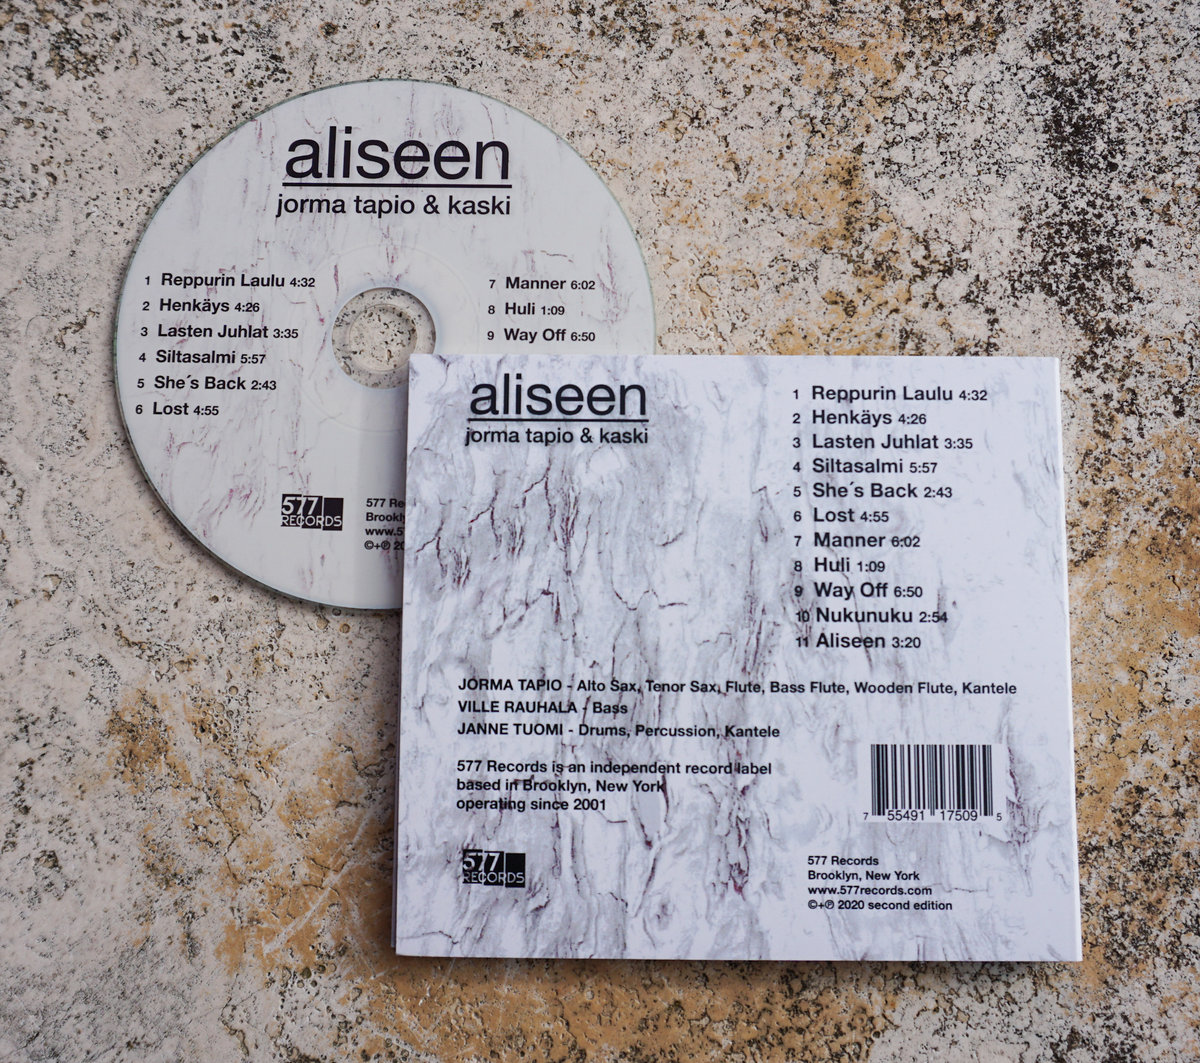 aliseen
jorma tapio & kaski
1 Reppurin Laulu 4:32
2 Henkäys 4:26
3 Lasten Juhlat 3:35
4 Siltasalmi 5:57
5 She´s Back 2:43
6 Lost 4:55
7 Manner 6:02
8 Huli 1:09
9 Way Off 6:50
577
RECORDS
577 Re
Brookly
www.57
©+℗ 20
aliseen
jorma tapio & kaski
1 Reppurin Laulu 4:32
2 Henkäys 4:26
3 Lasten Juhlat 3:35
4 Siltasalmi 5:57
5 She´s Back 2:43
6 Lost 4:55
7 Manner 6:02
8 Huli 1:09
9 Way Off 6:50
10 Nukunuku 2:54
11 Aliseen 3:20
JORMA TAPIO - Alto Sax, Tenor Sax, Flute, Bass Flute, Wooden Flute, Kantele
VILLE RAUHALA - Bass
JANNE TUOMI - Drums, Percussion, Kantele
577 Records is an independent record label
based in Brooklyn, New York
operating since 2001
7 55491 17509 5
577
RECORDS
577 Records
Brooklyn, New York
www.577records.com
©+℗ 2020 second edition